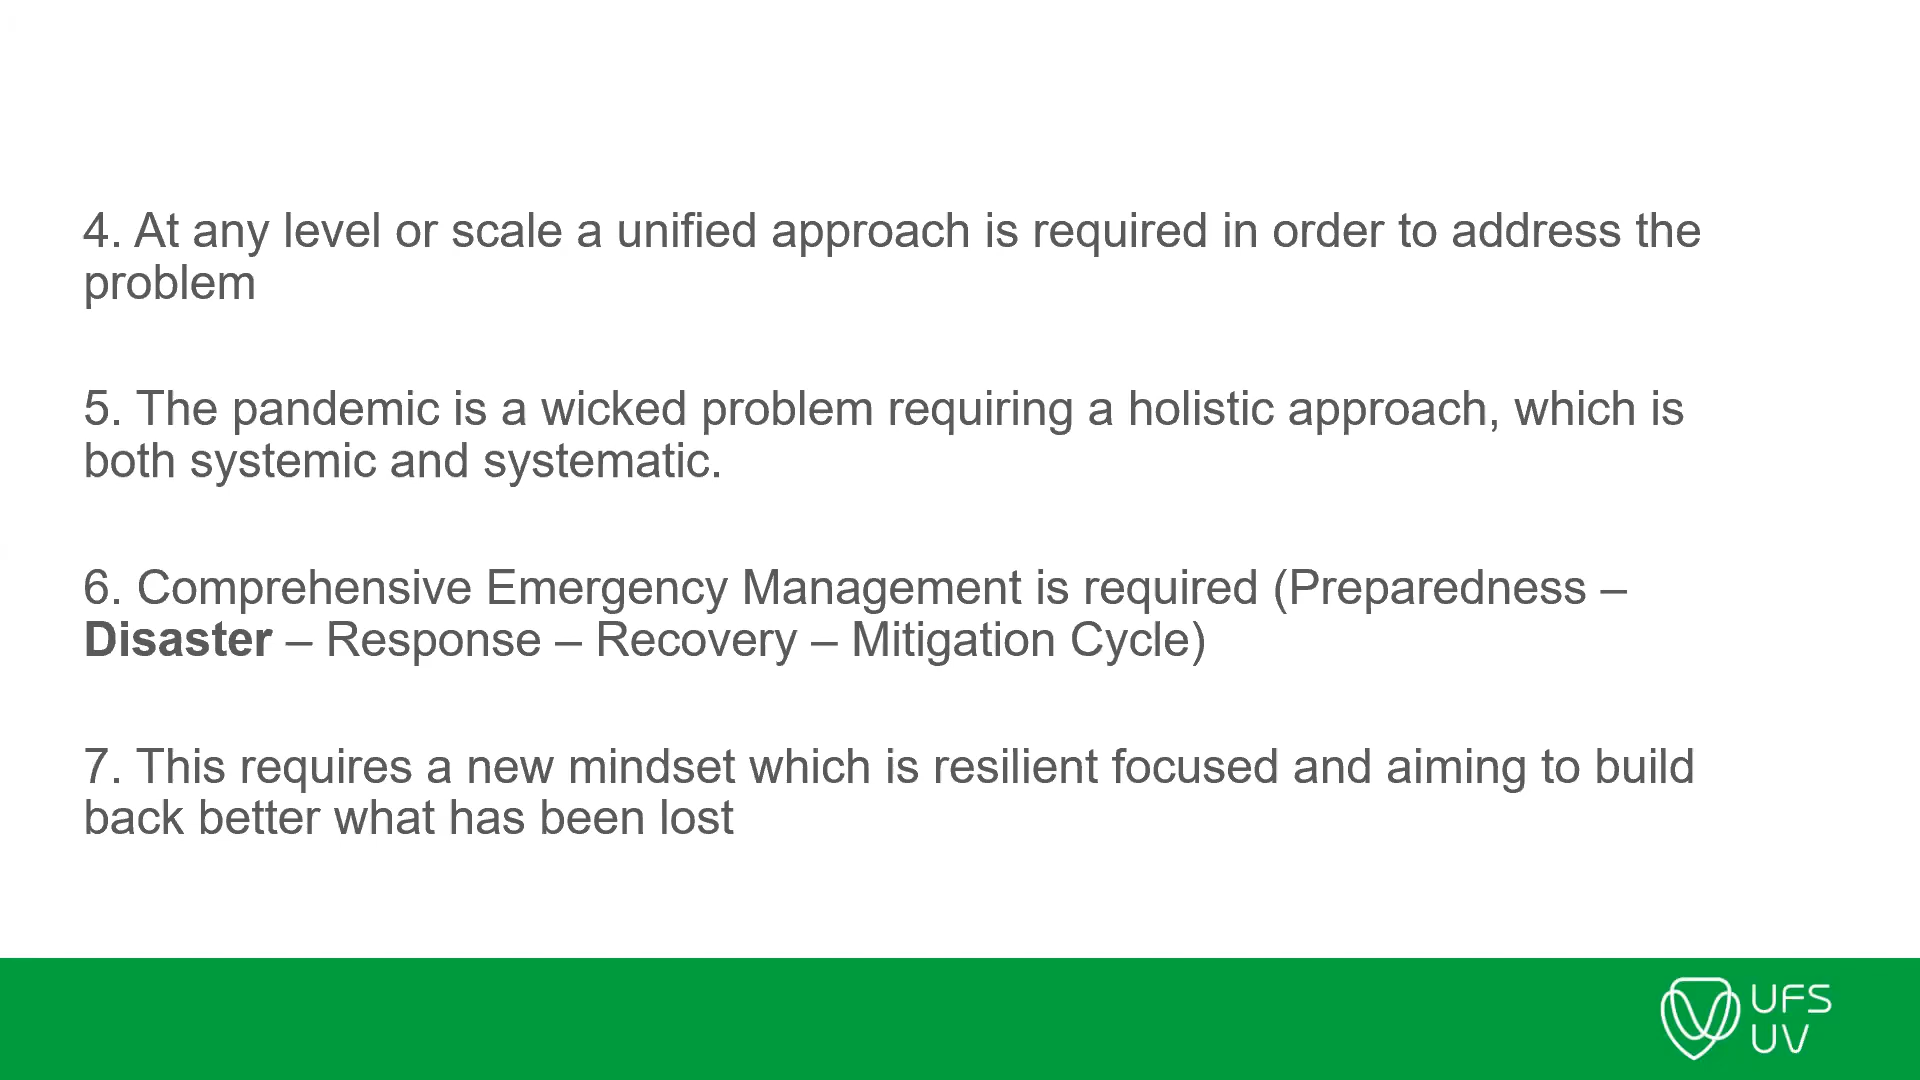 4. At any level or scale a unified approach is required in order to address the
problem
5. The pandemic is a wicked problem requiring a holistic approach, which is
both systemic and systematic.
6. Comprehensive Emergency Management is required (Preparedness –
Disaster – Response – Recovery – Mitigation Cycle)
7. This requires a new mindset which is resilient focused and aiming to build
back better what has been lost
UFS
UV